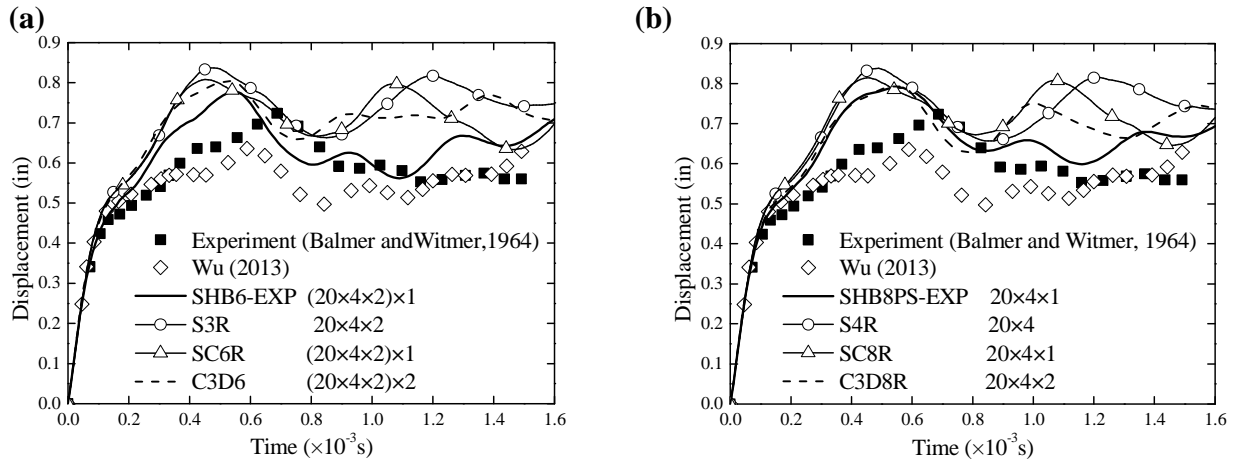 (a)
0.9
0.8
0.7
0.6
0.5
0.4
0.3
0.2
0.1
0.0
Displacement (in)
Experiment (Balmer andWitmer,1964)
Wu (2013)
SHB6-EXP (20×4×2)×1
S3R 20×4×2
SC6R (20×4×2)×1
C3D6 (20×4×2)×2
0.0 0.2 0.4 0.6 0.8 1.0 1.2 1.4 1.6
Time (×10⁻³s)
(b)
0.9
0.8
0.7
0.6
0.5
0.4
0.3
0.2
0.1
0.0
Displacement (in)
Experiment (Balmer and Witmer, 1964)
Wu (2013)
SHB8PS-EXP 20×4×1
S4R 20×4
SC8R 20×4×1
C3D8R 20×4×2
0.0 0.2 0.4 0.6 0.8 1.0 1.2 1.4 1.6
Time (×10⁻³s)